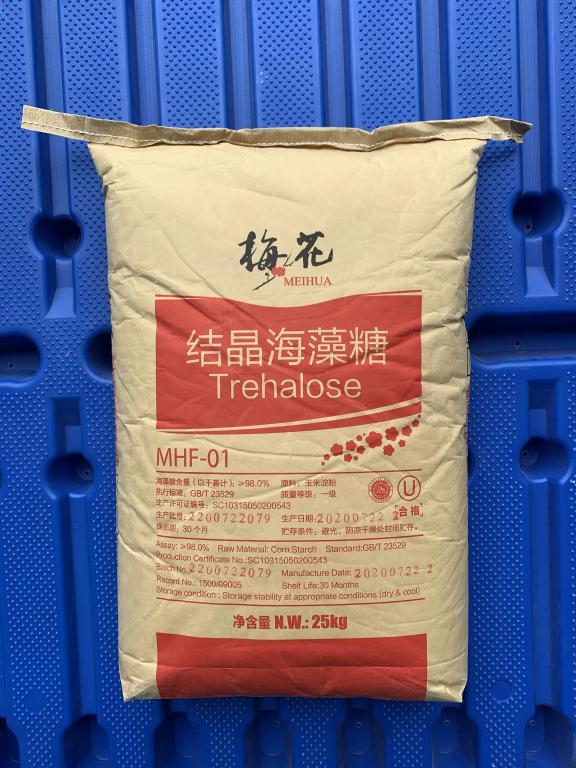 梅花
MEIHUA
结晶海藻糖
Trehalose
MHF-01
海藻糖含量（以干基计）：≥98.0% 原料：玉米淀粉
执行标准：GB/T 23529 质量等级：一级
生产许可证编号：SC10315050200543
生产批号：2200722079 生产日期：20200722 2
合格
保质期：30个月 贮存条件：避光、阴凉干燥处封闭贮存。
Assay: ≥98.0% Raw Material: Corn Starch Standard:GB/T 23529
Production Certificate No.:SC10315050200543
Batch No.: 2200722079 Manufacture Date: 20200722 2
Record No.: 1500/09005 Shelf Life:30 Months
Storage condition : Storage stability at appropriate conditions (dry & cool)
净含量 N.W.: 25kg